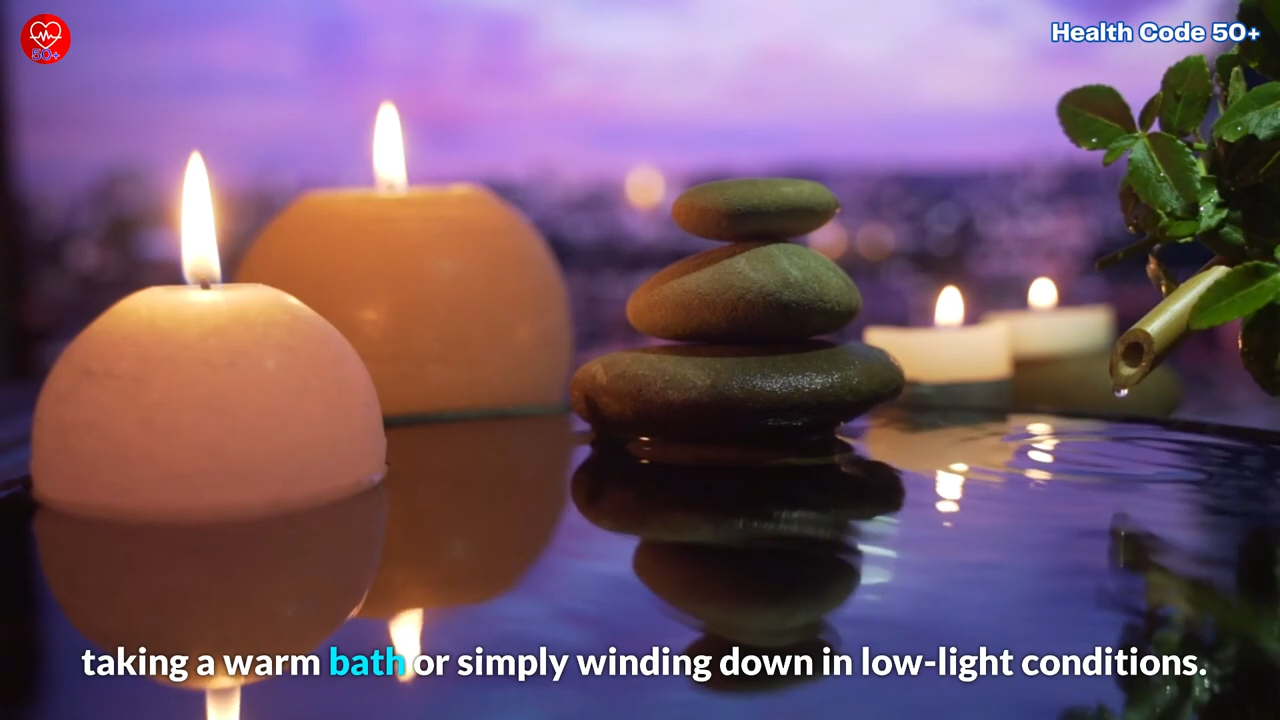 50+
Health Code 50+
taking a warm bath or simply winding down in low-light conditions.